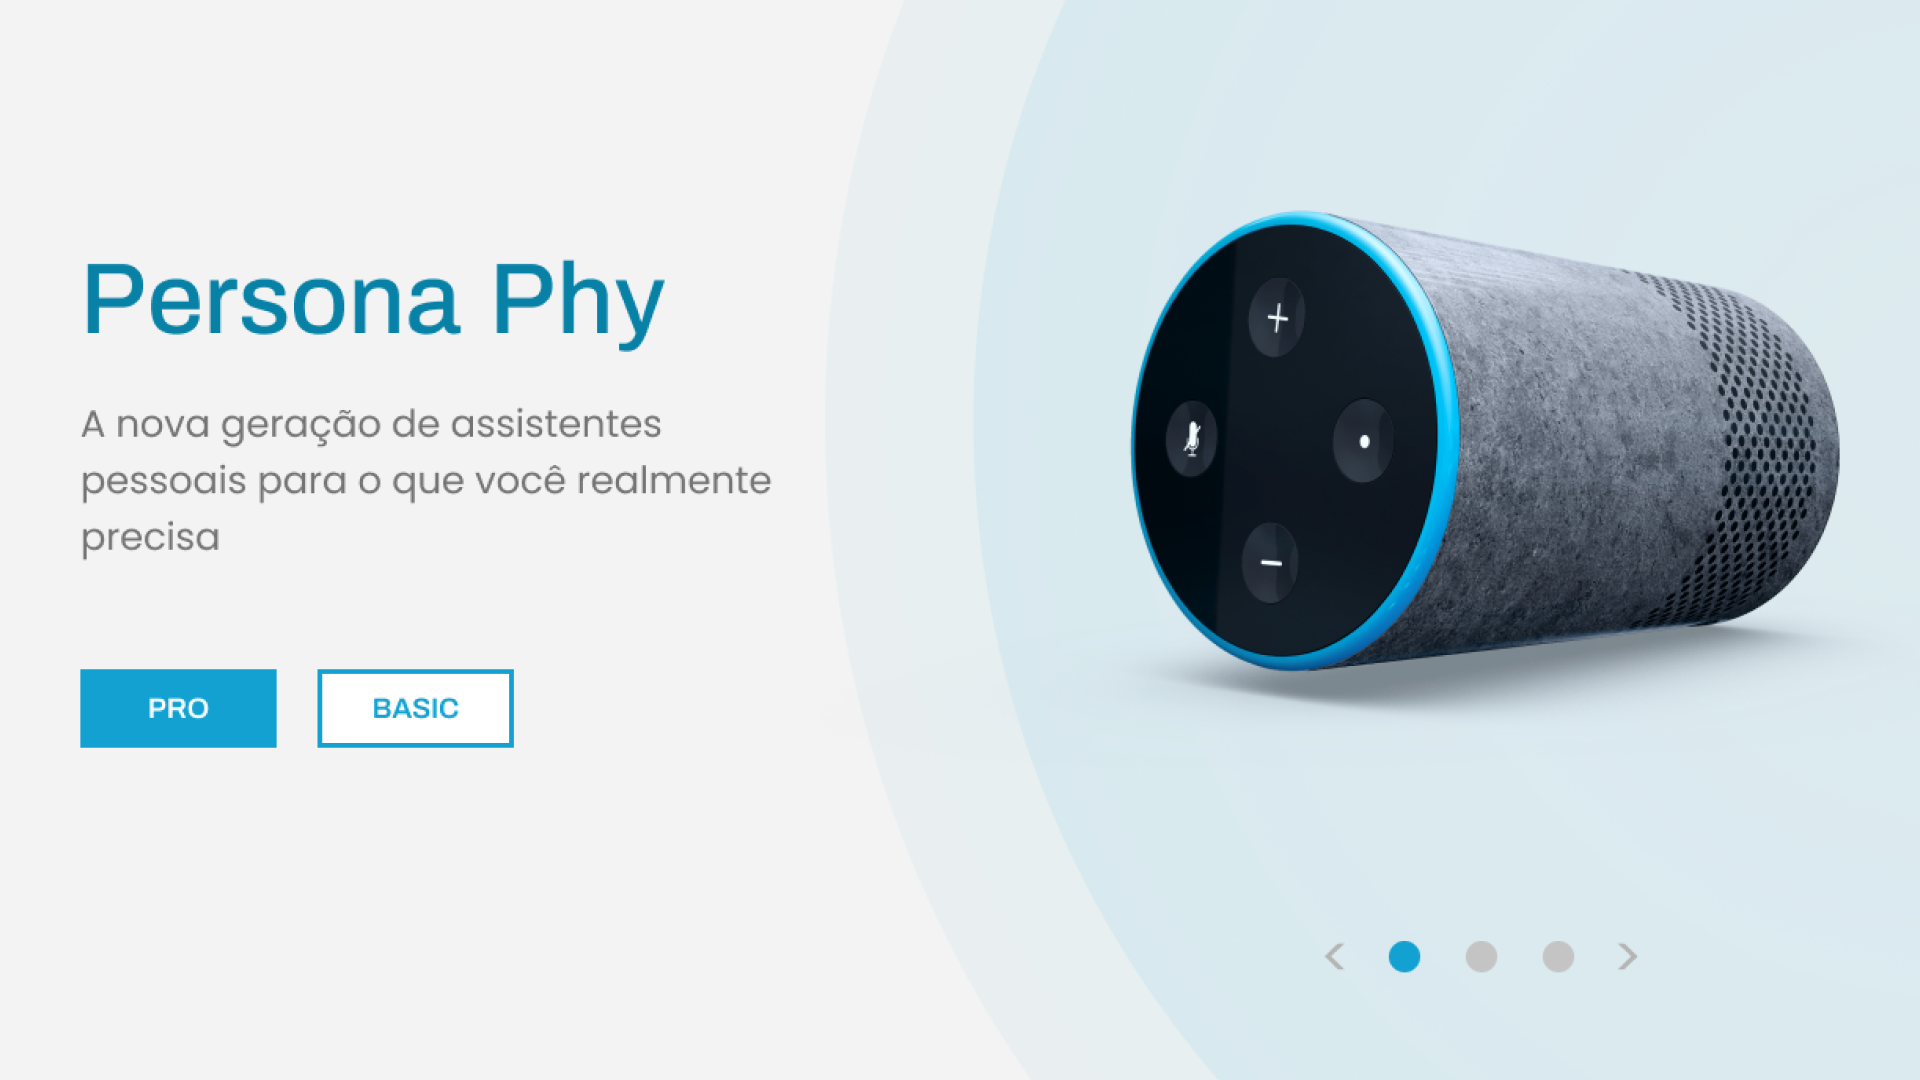 Persona Phy
A nova geração de assistentes
pessoais para o que você realmente
precisa
PRO
BASIC